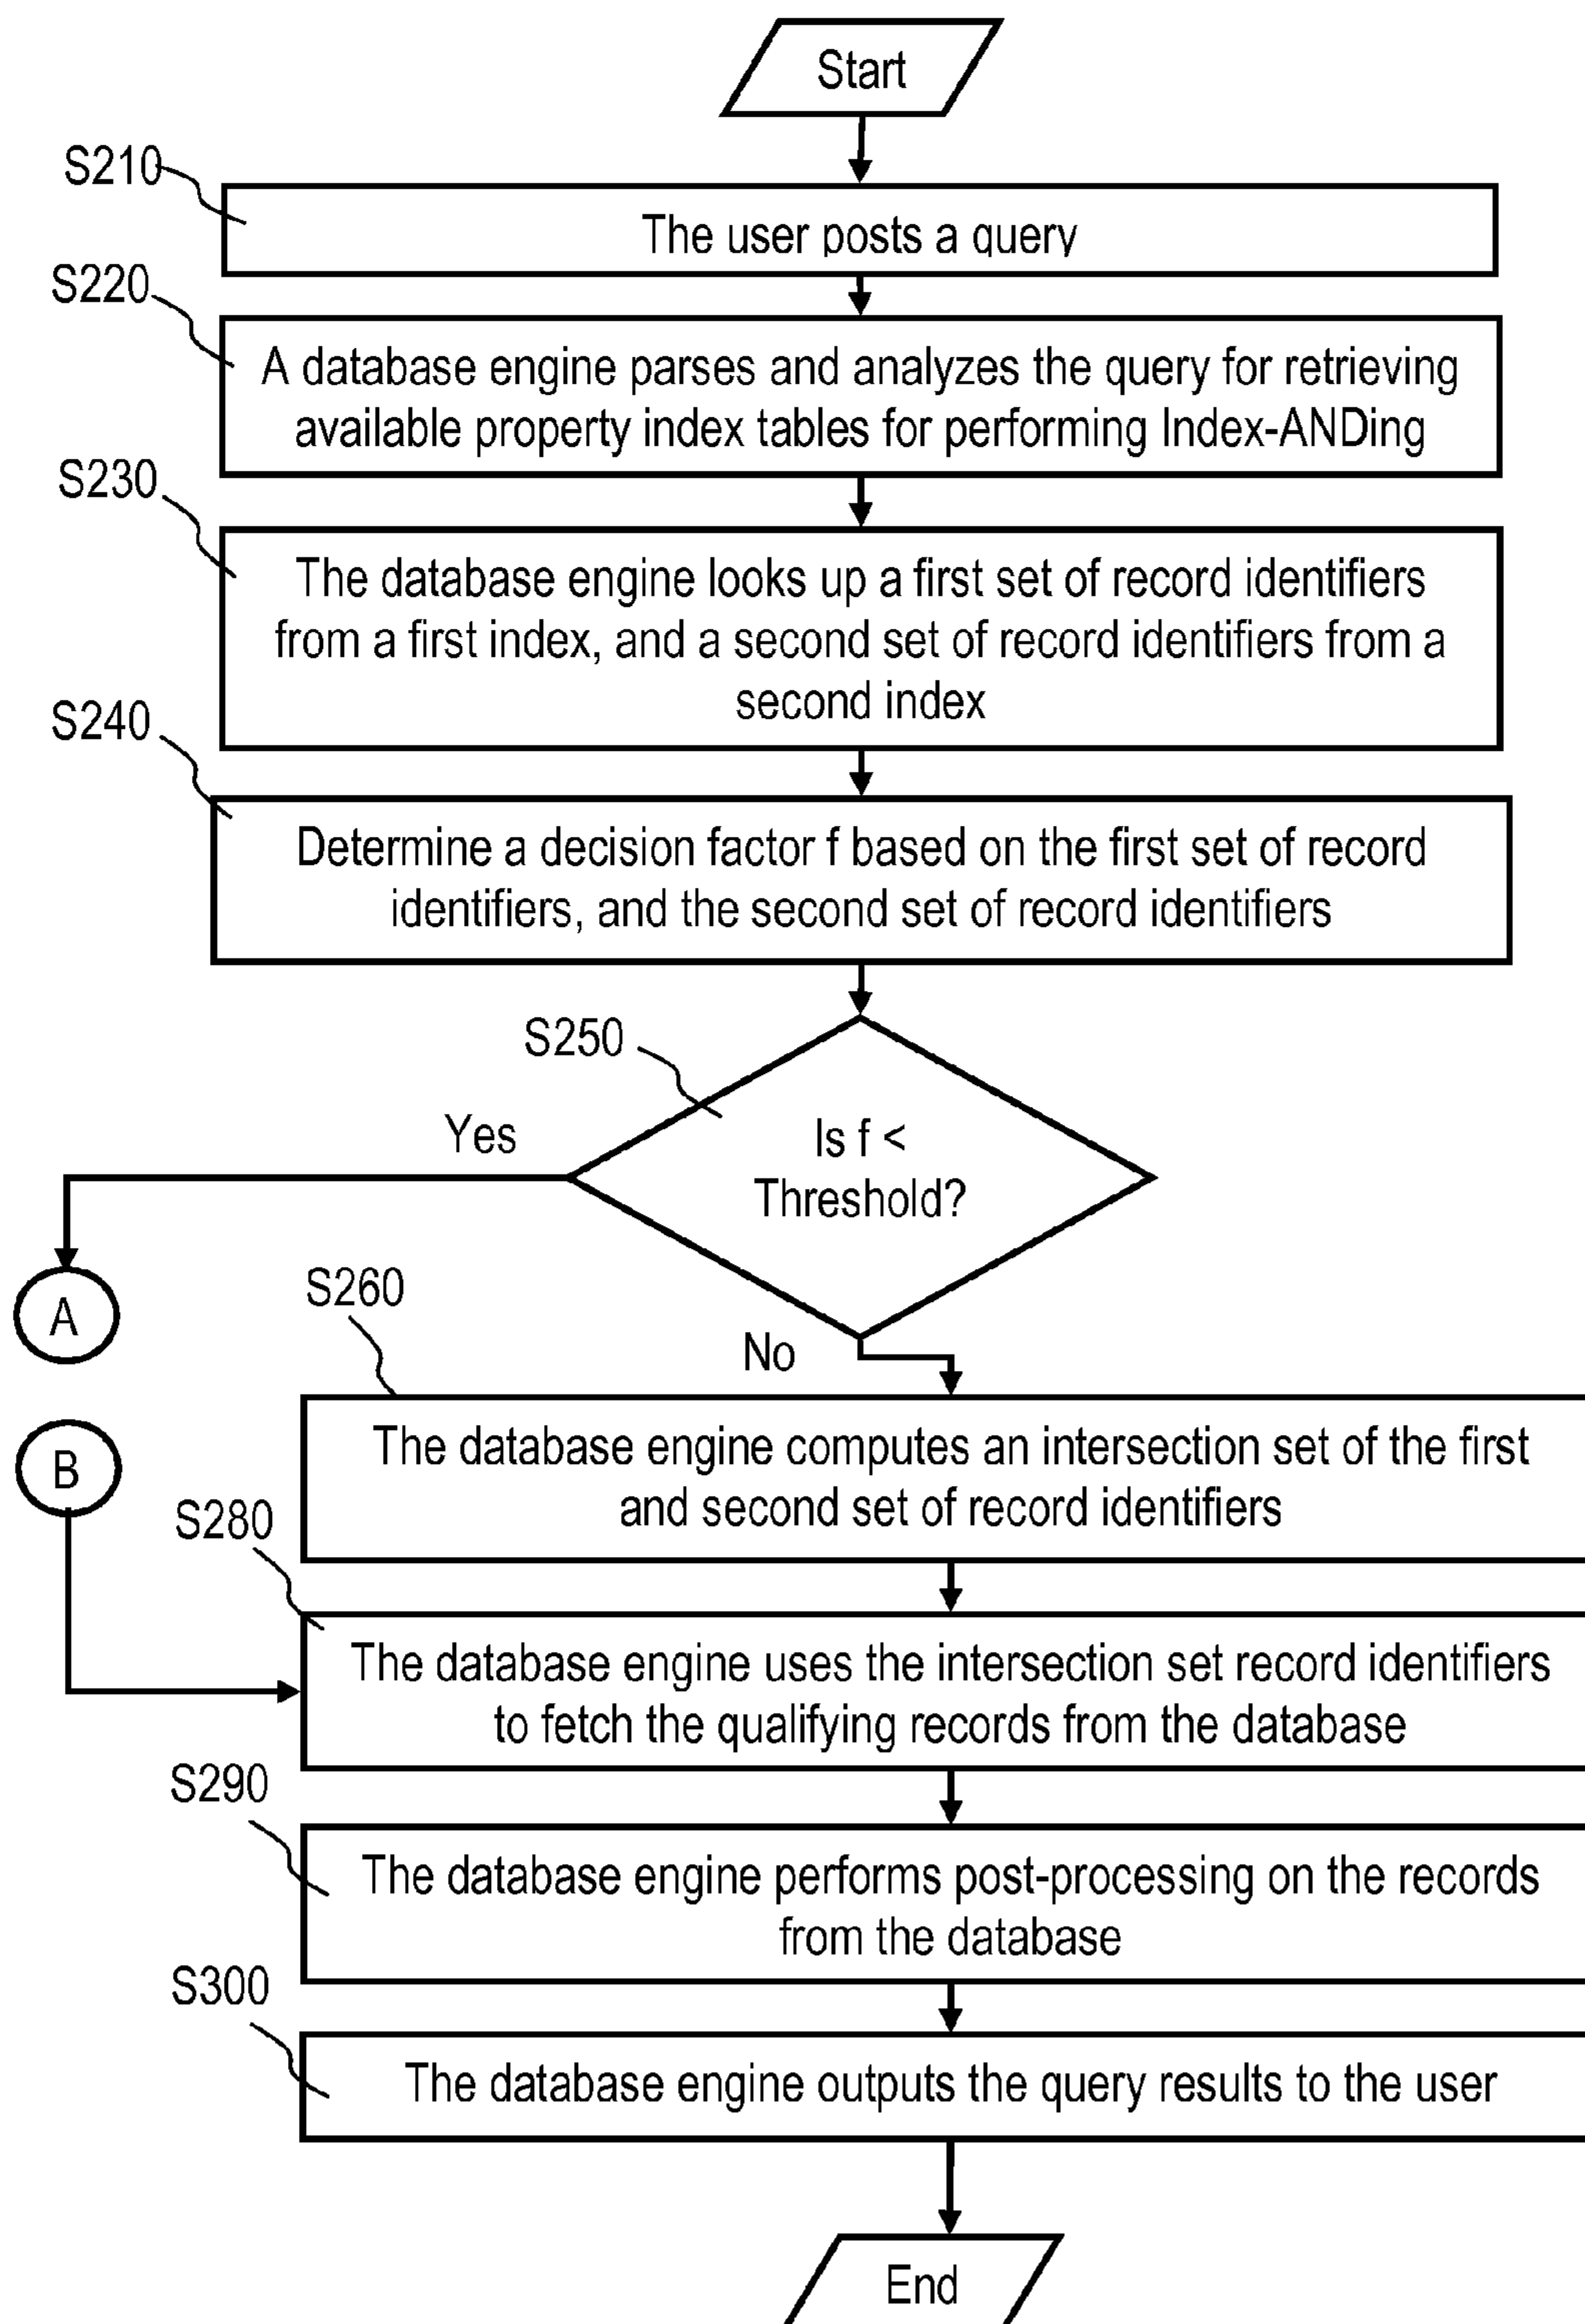 Start
S210
The user posts a query
S220
A database engine parses and analyzes the query for retrieving
available property index tables for performing Index-ANDing
S230
The database engine looks up a first set of record identifiers
from a first index, and a second set of record identifiers from a
second index
S240
Determine a decision factor f based on the first set of record
identifiers, and the second set of record identifiers
S250
Is f <
Threshold?
Yes
A
No
S260
The database engine computes an intersection set of the first
and second set of record identifiers
B
S280
The database engine uses the intersection set record identifiers
to fetch the qualifying records from the database
S290
The database engine performs post-processing on the records
from the database
S300
The database engine outputs the query results to the user
End